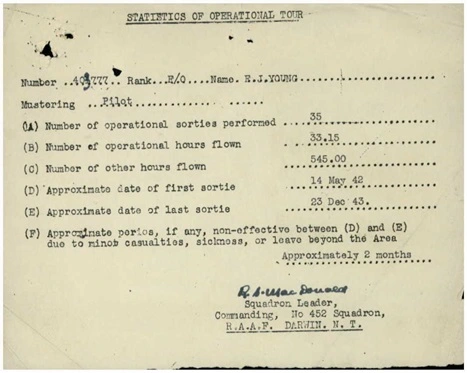 STATISTICS OF OPERATIONAL TOUR
Number ..403777.. Rank. F/O....Name. E.J.YOUNG..................
Mustering ..Pilot..............
(A) Number of operational sorties performed ....35..................
(B) Number of operational hours flown ....33.15..................
(C) Number of other hours flown ....545.00..................
(D) Approximate date of first sortie ....14 May 42..................
(E) Approximate date of last sortie ....23 Dec 43...................
(F) Approximate period, if any, non-effective between (D) and (E)
due to minor casualties, sickness, or leave beyond the Area
Approximately 2 months
R.S. MacDonald
Squadron Leader,
Commanding, No 452 Squadron,
R.A.A.F. DARWIN. N. T.